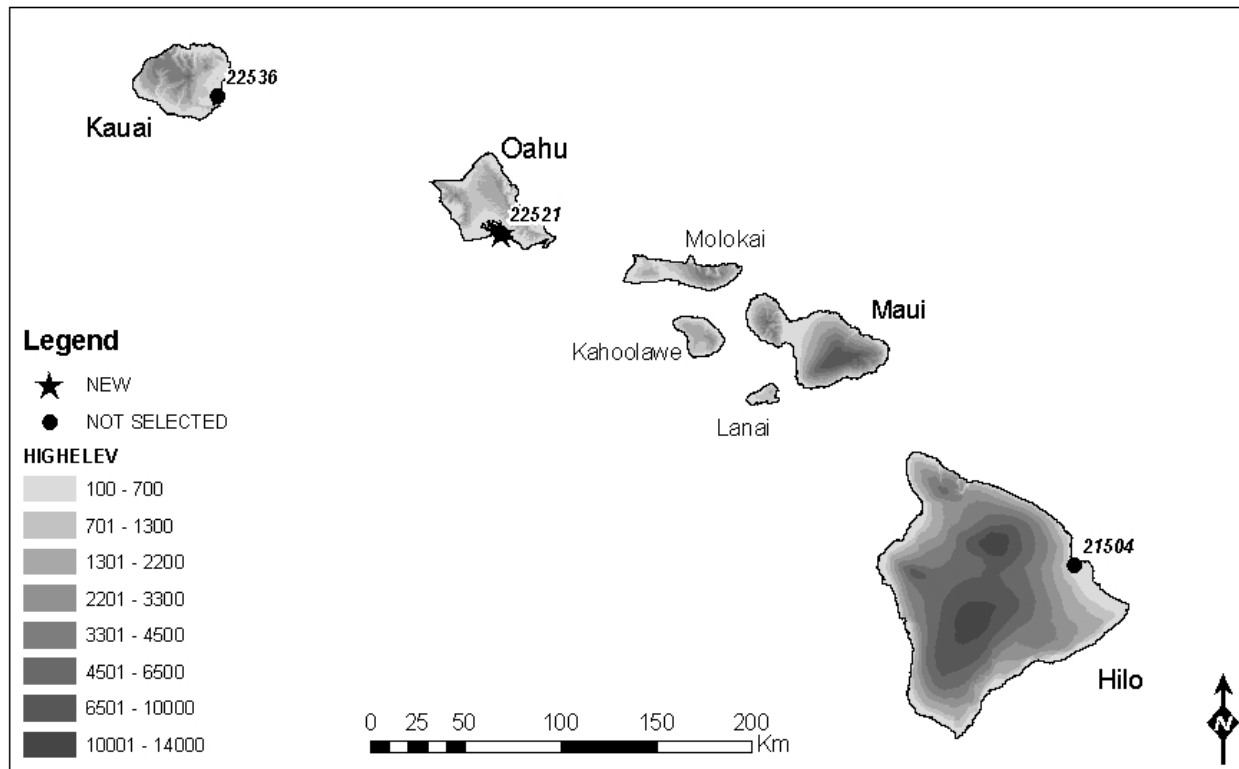 22536
Kauai
Oahu
22521
Molokai
Maui
Kahoolawe
Lanai
Legend
NEW
NOT SELECTED
HIGHELEV
100 - 700
701 - 1300
1301 - 2200
2201 - 3300
3301 - 4500
4501 - 6500
6501 - 10000
10001 - 14000
21504
Hilo
0 25 50 100 150 200
Km
N